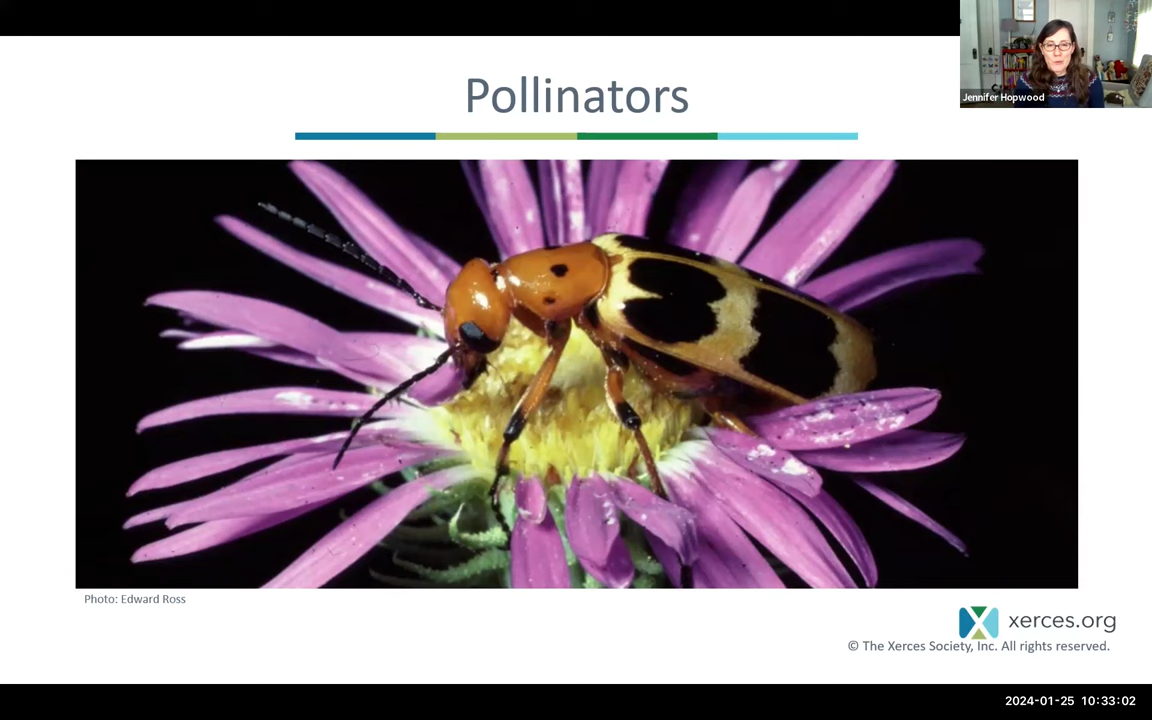 Pollinators
Jennifer Hopwood
Photo: Edward Ross
xerces.org
© The Xerces Society, Inc. All rights reserved.
2024-01-25 10:33:02